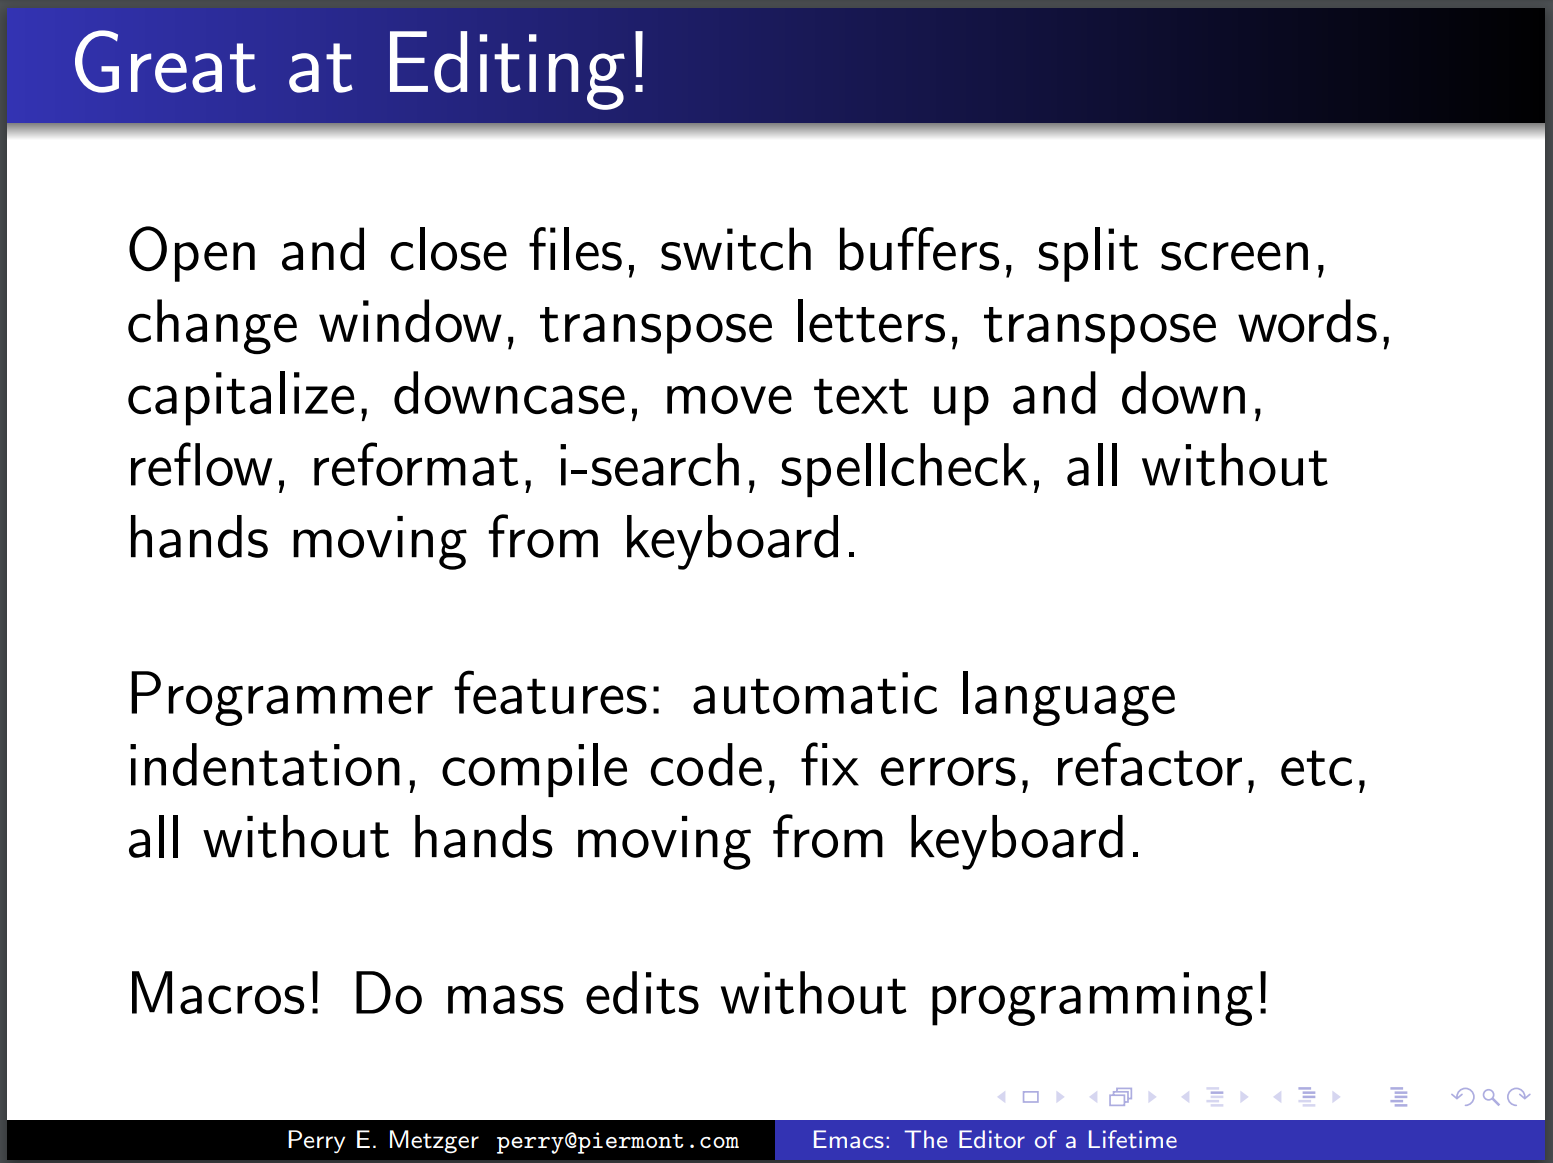 Great at Editing!
Open and close files, switch buffers, split screen,
change window, transpose letters, transpose words,
capitalize, downcase, move text up and down,
reflow, reformat, i-search, spellcheck, all without
hands moving from keyboard.
Programmer features: automatic language
indentation, compile code, fix errors, refactor, etc,
all without hands moving from keyboard.
Macros! Do mass edits without programming!
Perry E. Metzger perry@piermont.com
Emacs: The Editor of a Lifetime